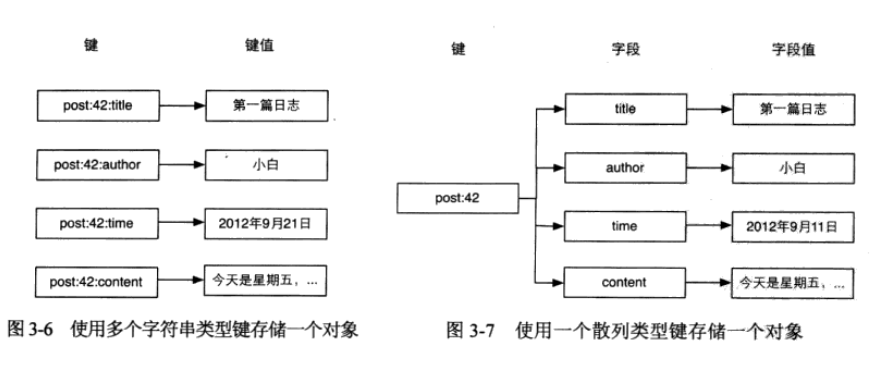 键 键值
post:42:title 第一篇日志
post:42:author 小白
post:42:time 2012年9月21日
post:42:content 今天是星期五，...
图 3-6 使用多个字符串类型键存储一个对象
键 字段 字段值
title 第一篇日志
author 小白
post:42
time 2012年9月11日
content 今天是星期五，...
图 3-7 使用一个散列类型键存储一个对象